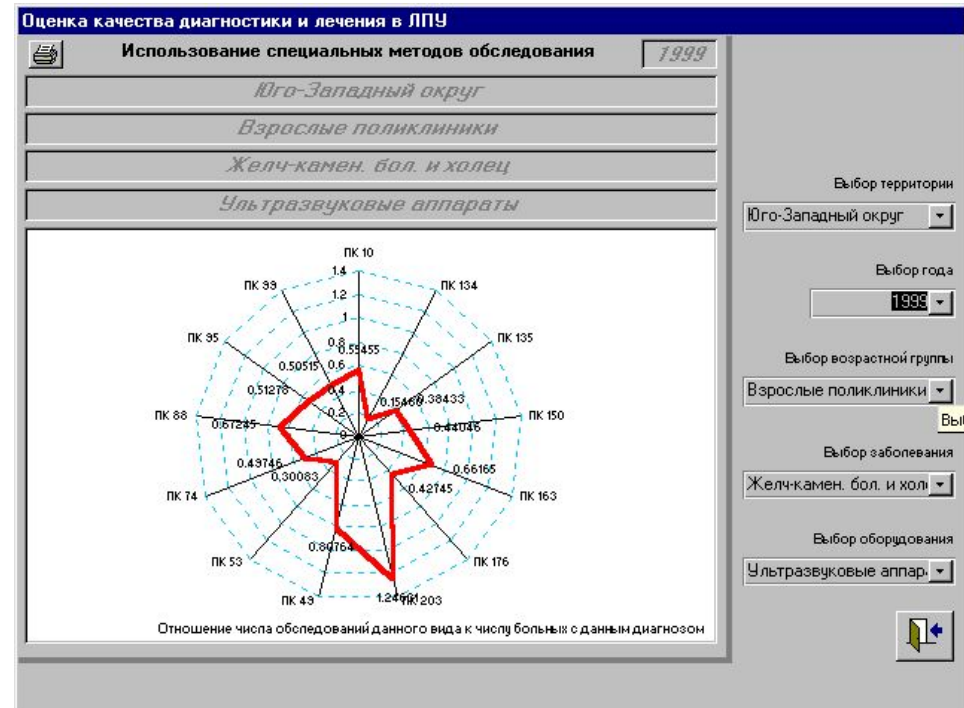 Оценка качества диагностики и лечения в ЛПУ
Использование специальных методов обследования
1999
Юго-Западный округ
Взрослые поликлиники
Желч-камен. бол. и холец
Ультразвуковые аппараты
ПК 10
ПК 134
ПК 135
ПК 150
ПК 163
ПК 176
ПК 203
ПК 49
ПК 53
ПК 74
ПК 88
ПК 95
ПК 99
1.4
1.2
1
0.8
0.6
0.4
0.2
0
0.55455
0.15460
0.38433
0.44046
0.66165
0.42745
0.80764
0.30083
0.49746
0.67245
0.51278
0.50515
Отношение числа обследований данного вида к числу больных с данным диагнозом
Выбор территории
Юго-Западный округ
Выбор года
1999
Выбор возрастной группы
Взрослые поликлиники
Выбор заболевания
Желч-камен. бол. и хол
Выбор оборудования
Ультразвуковые аппар